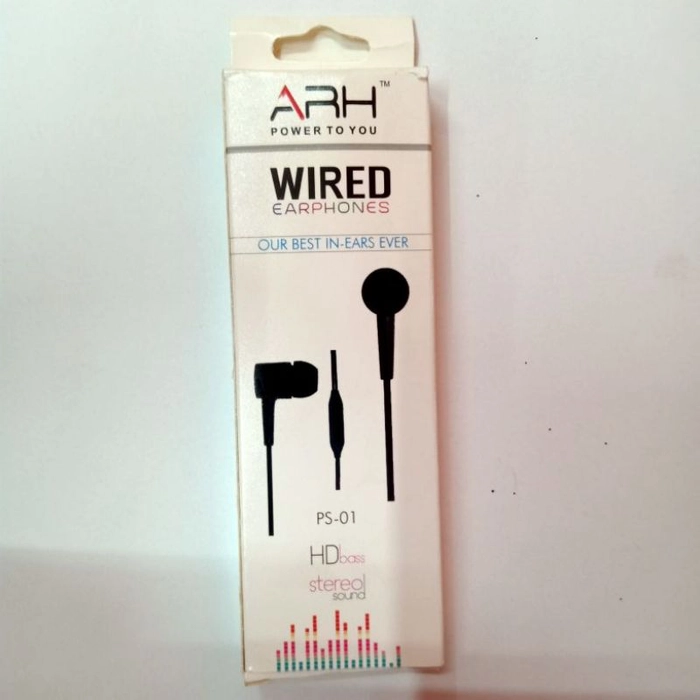 ARH™
POWER TO YOU
WIRED
EARPHONES
OUR BEST IN-EARS EVER
PS-01
HD bass
stereo
sound